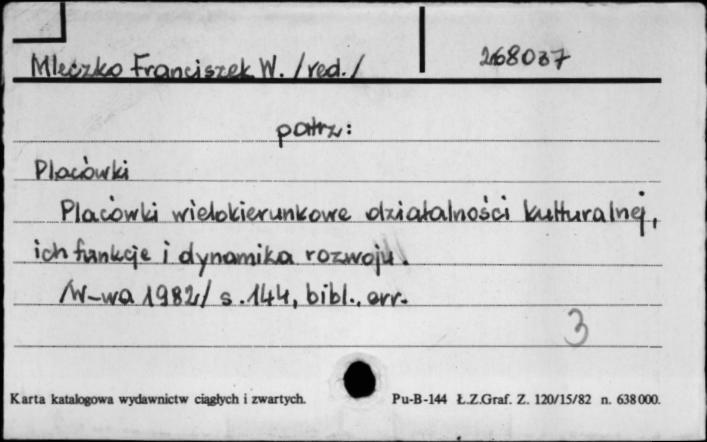 Mleczko Franciszek W. /red./ 268037
patrz:
Placówki
Placówki wielokierunkowe działalności kulturalnej,
ich funkcje i dynamika rozwoju.
/W-wa 1982/ s. 144, bibl., err.
3
Karta katalogowa wydawnictw ciągłych i zwartych. Pu-B-144 Ł.Z.Graf. Z. 120/15/82 n. 638000.